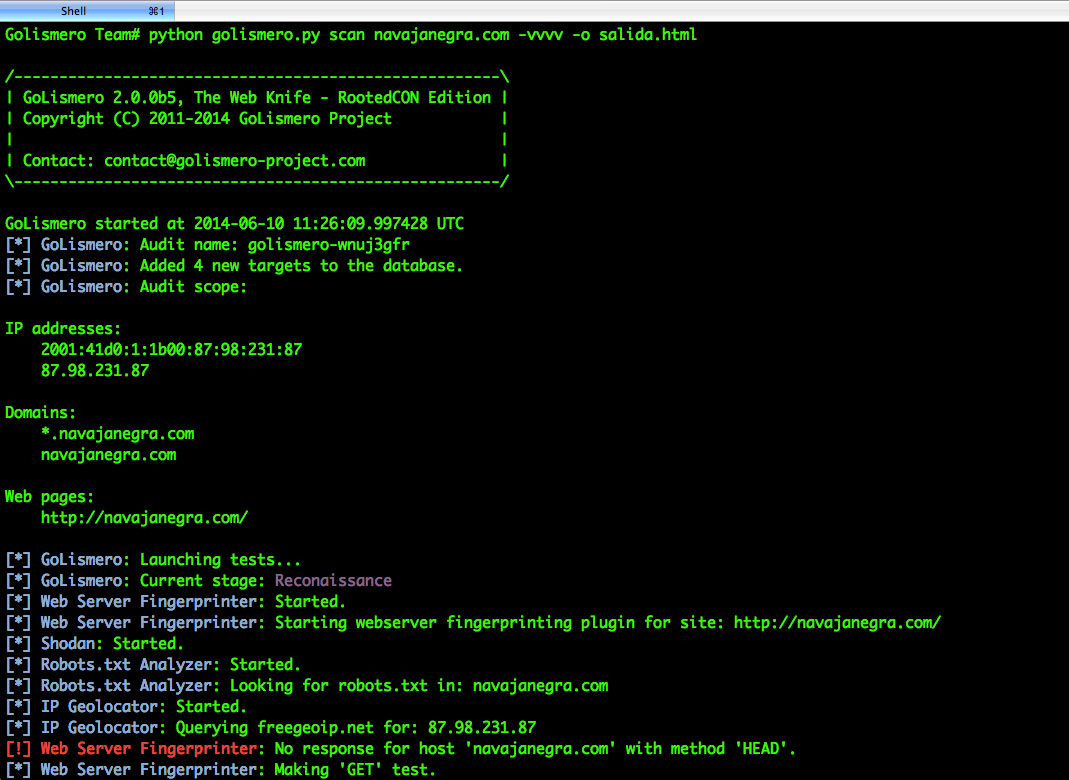 Shell ⌘1
Golismero Team# python golismero.py scan navajanegra.com -vvvv -o salida.html
/----------------------------------------------------\
| GoLismero 2.0.0b5, The Web Knife - RootedCON Edition |
| Copyright (C) 2011-2014 GoLismero Project |
| |
| Contact: contact@golismero-project.com |
\----------------------------------------------------/
GoLismero started at 2014-06-10 11:26:09.997428 UTC
[*] GoLismero: Audit name: golismero-wnuj3gfr
[*] GoLismero: Added 4 new targets to the database.
[*] GoLismero: Audit scope:
IP addresses:
2001:41d0:1:1b00:87:98:231:87
87.98.231.87
Domains:
*.navajanegra.com
navajanegra.com
Web pages:
http://navajanegra.com/
[*] GoLismero: Launching tests...
[*] GoLismero: Current stage: Reconaissance
[*] Web Server Fingerprinter: Started.
[*] Web Server Fingerprinter: Starting webserver fingerprinting plugin for site: http://navajanegra.com/
[*] Shodan: Started.
[*] Robots.txt Analyzer: Started.
[*] Robots.txt Analyzer: Looking for robots.txt in: navajanegra.com
[*] IP Geolocator: Started.
[*] IP Geolocator: Querying freegeoip.net for: 87.98.231.87
[!] Web Server Fingerprinter: No response for host 'navajanegra.com' with method 'HEAD'.
[*] Web Server Fingerprinter: Making 'GET' test.